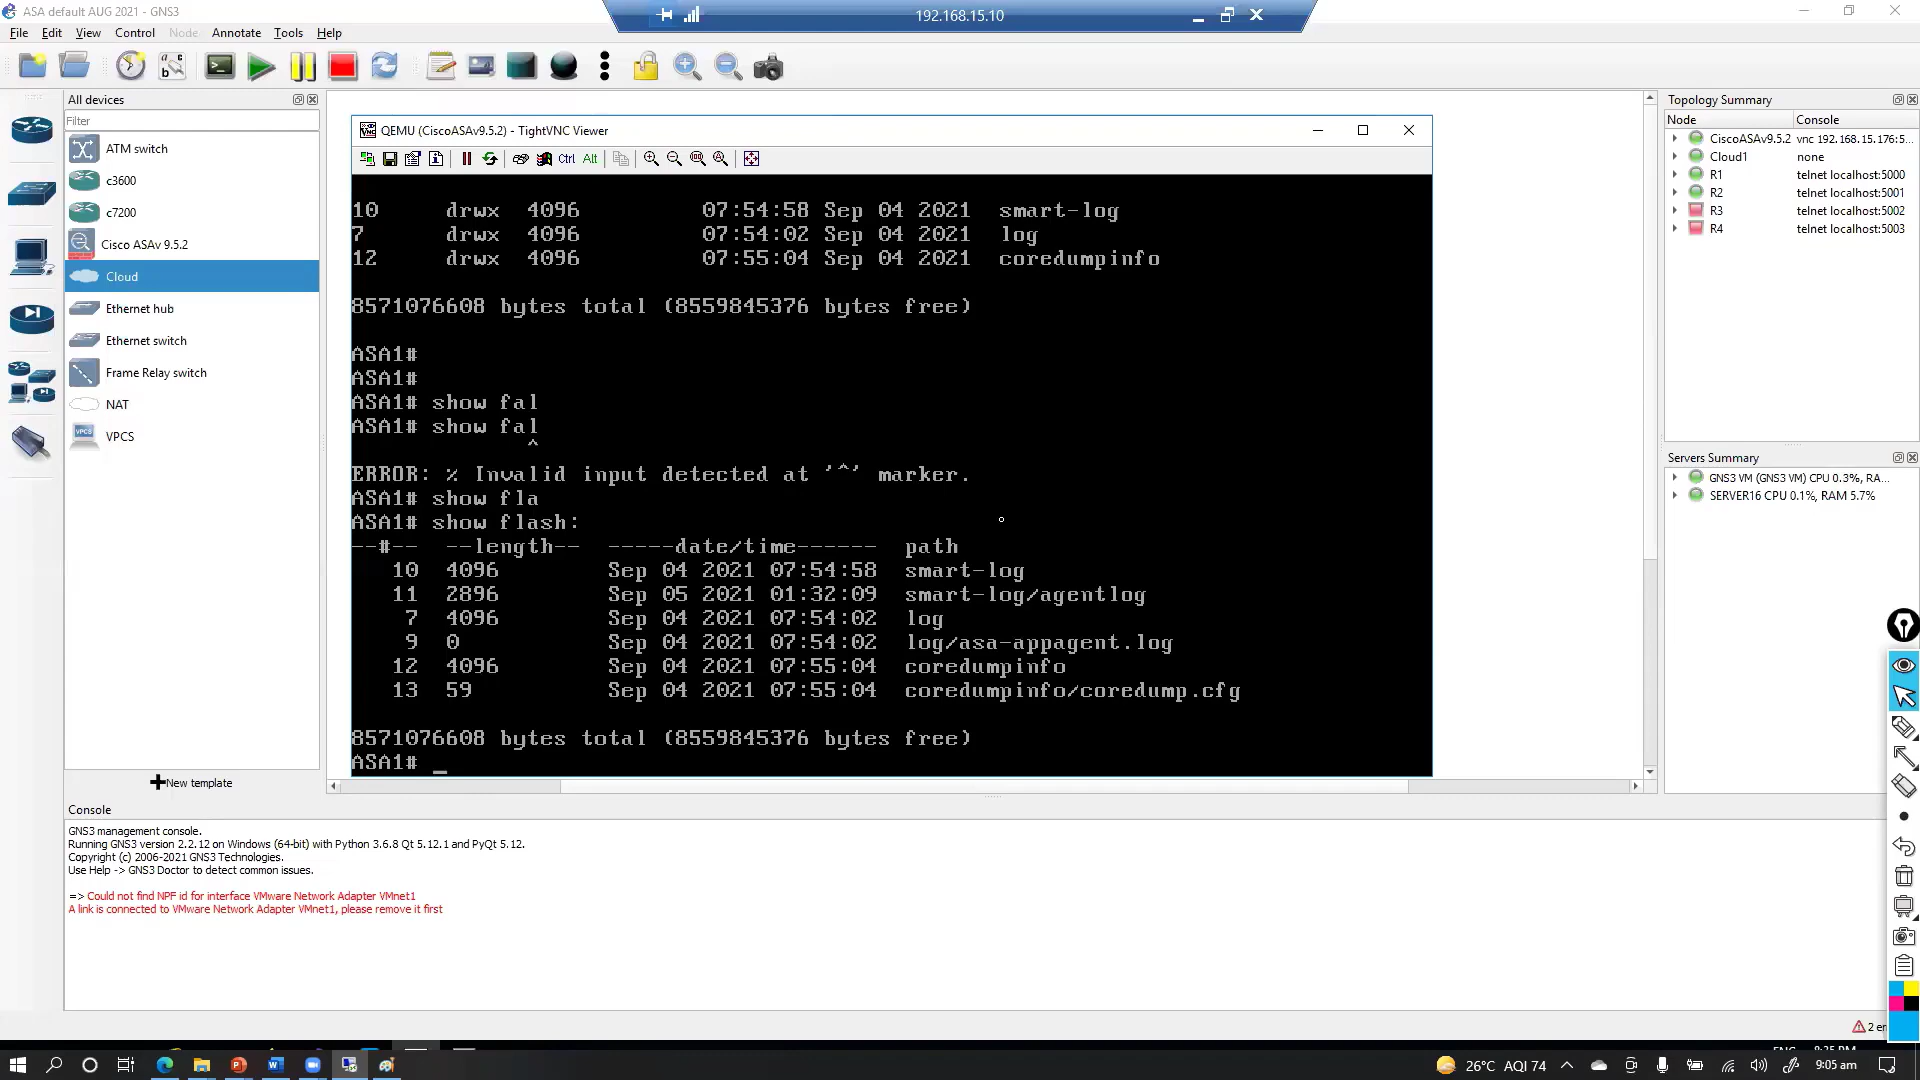 ASA default AUG 2021 - GNS3
192.168.15.10
File Edit View Control Node Annotate Tools Help
All devices
Filter
ATM switch
c3600
c7200
Cisco ASAv 9.5.2
Cloud
Ethernet hub
Ethernet switch
Frame Relay switch
NAT
VPCS
New template
QEMU (CiscoASAv9.5.2) - TightVNC Viewer
Ctrl Alt
10 drwx 4096 07:54:58 Sep 04 2021 smart-log
7 drwx 4096 07:54:02 Sep 04 2021 log
12 drwx 4096 07:55:04 Sep 04 2021 coredumpinfo
8571076608 bytes total (8559845376 bytes free)
ASA1#
ASA1#
ASA1# show fal
ASA1# show fal
^
ERROR: % Invalid input detected at '^' marker.
ASA1# show fla
ASA1# show flash:
--#-- --length-- -----date/time------ path
10 4096 Sep 04 2021 07:54:58 smart-log
11 2896 Sep 05 2021 01:32:09 smart-log/agentlog
7 4096 Sep 04 2021 07:54:02 log
9 0 Sep 04 2021 07:54:02 log/asa-appagent.log
12 4096 Sep 04 2021 07:55:04 coredumpinfo
13 59 Sep 04 2021 07:55:04 coredumpinfo/coredump.cfg
8571076608 bytes total (8559845376 bytes free)
ASA1# _
Topology Summary
Node Console
CiscoASAv9.5.2 vnc 192.168.15.176:5...
Cloud1 none
R1 telnet localhost:5000
R2 telnet localhost:5001
R3 telnet localhost:5002
R4 telnet localhost:5003
Servers Summary
GNS3 VM (GNS3 VM) CPU 0.3%, RA...
SERVER16 CPU 0.1%, RAM 5.7%
Console
GNS3 management console.
Running GNS3 version 2.2.12 on Windows (64-bit) with Python 3.6.8 Qt 5.12.1 and PyQt 5.12.
Copyright (c) 2006-2021 GNS3 Technologies.
Use Help -> GNS3 Doctor to detect common issues.
=> Could not find NPF id for interface VMware Network Adapter VMnet1
A link is connected to VMware Network Adapter VMnet1, please remove it first
26°C AQI 74
9:05 am